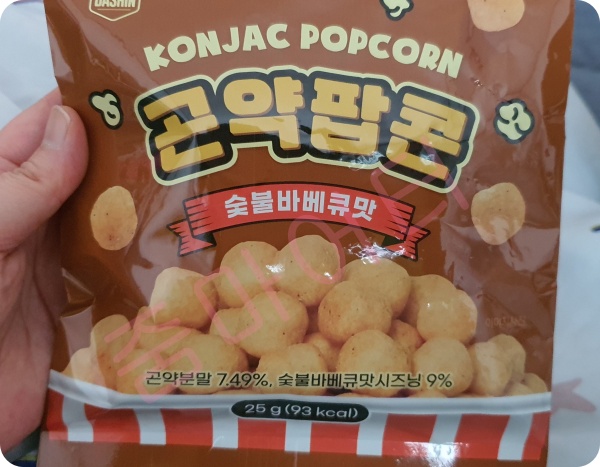 DASHIN
KONJAC POPCORN
곤약팝콘
숯불바베큐맛
곤약분말 7.49%, 숯불바베큐맛시즈닝 9%
25 g (93 kcal)